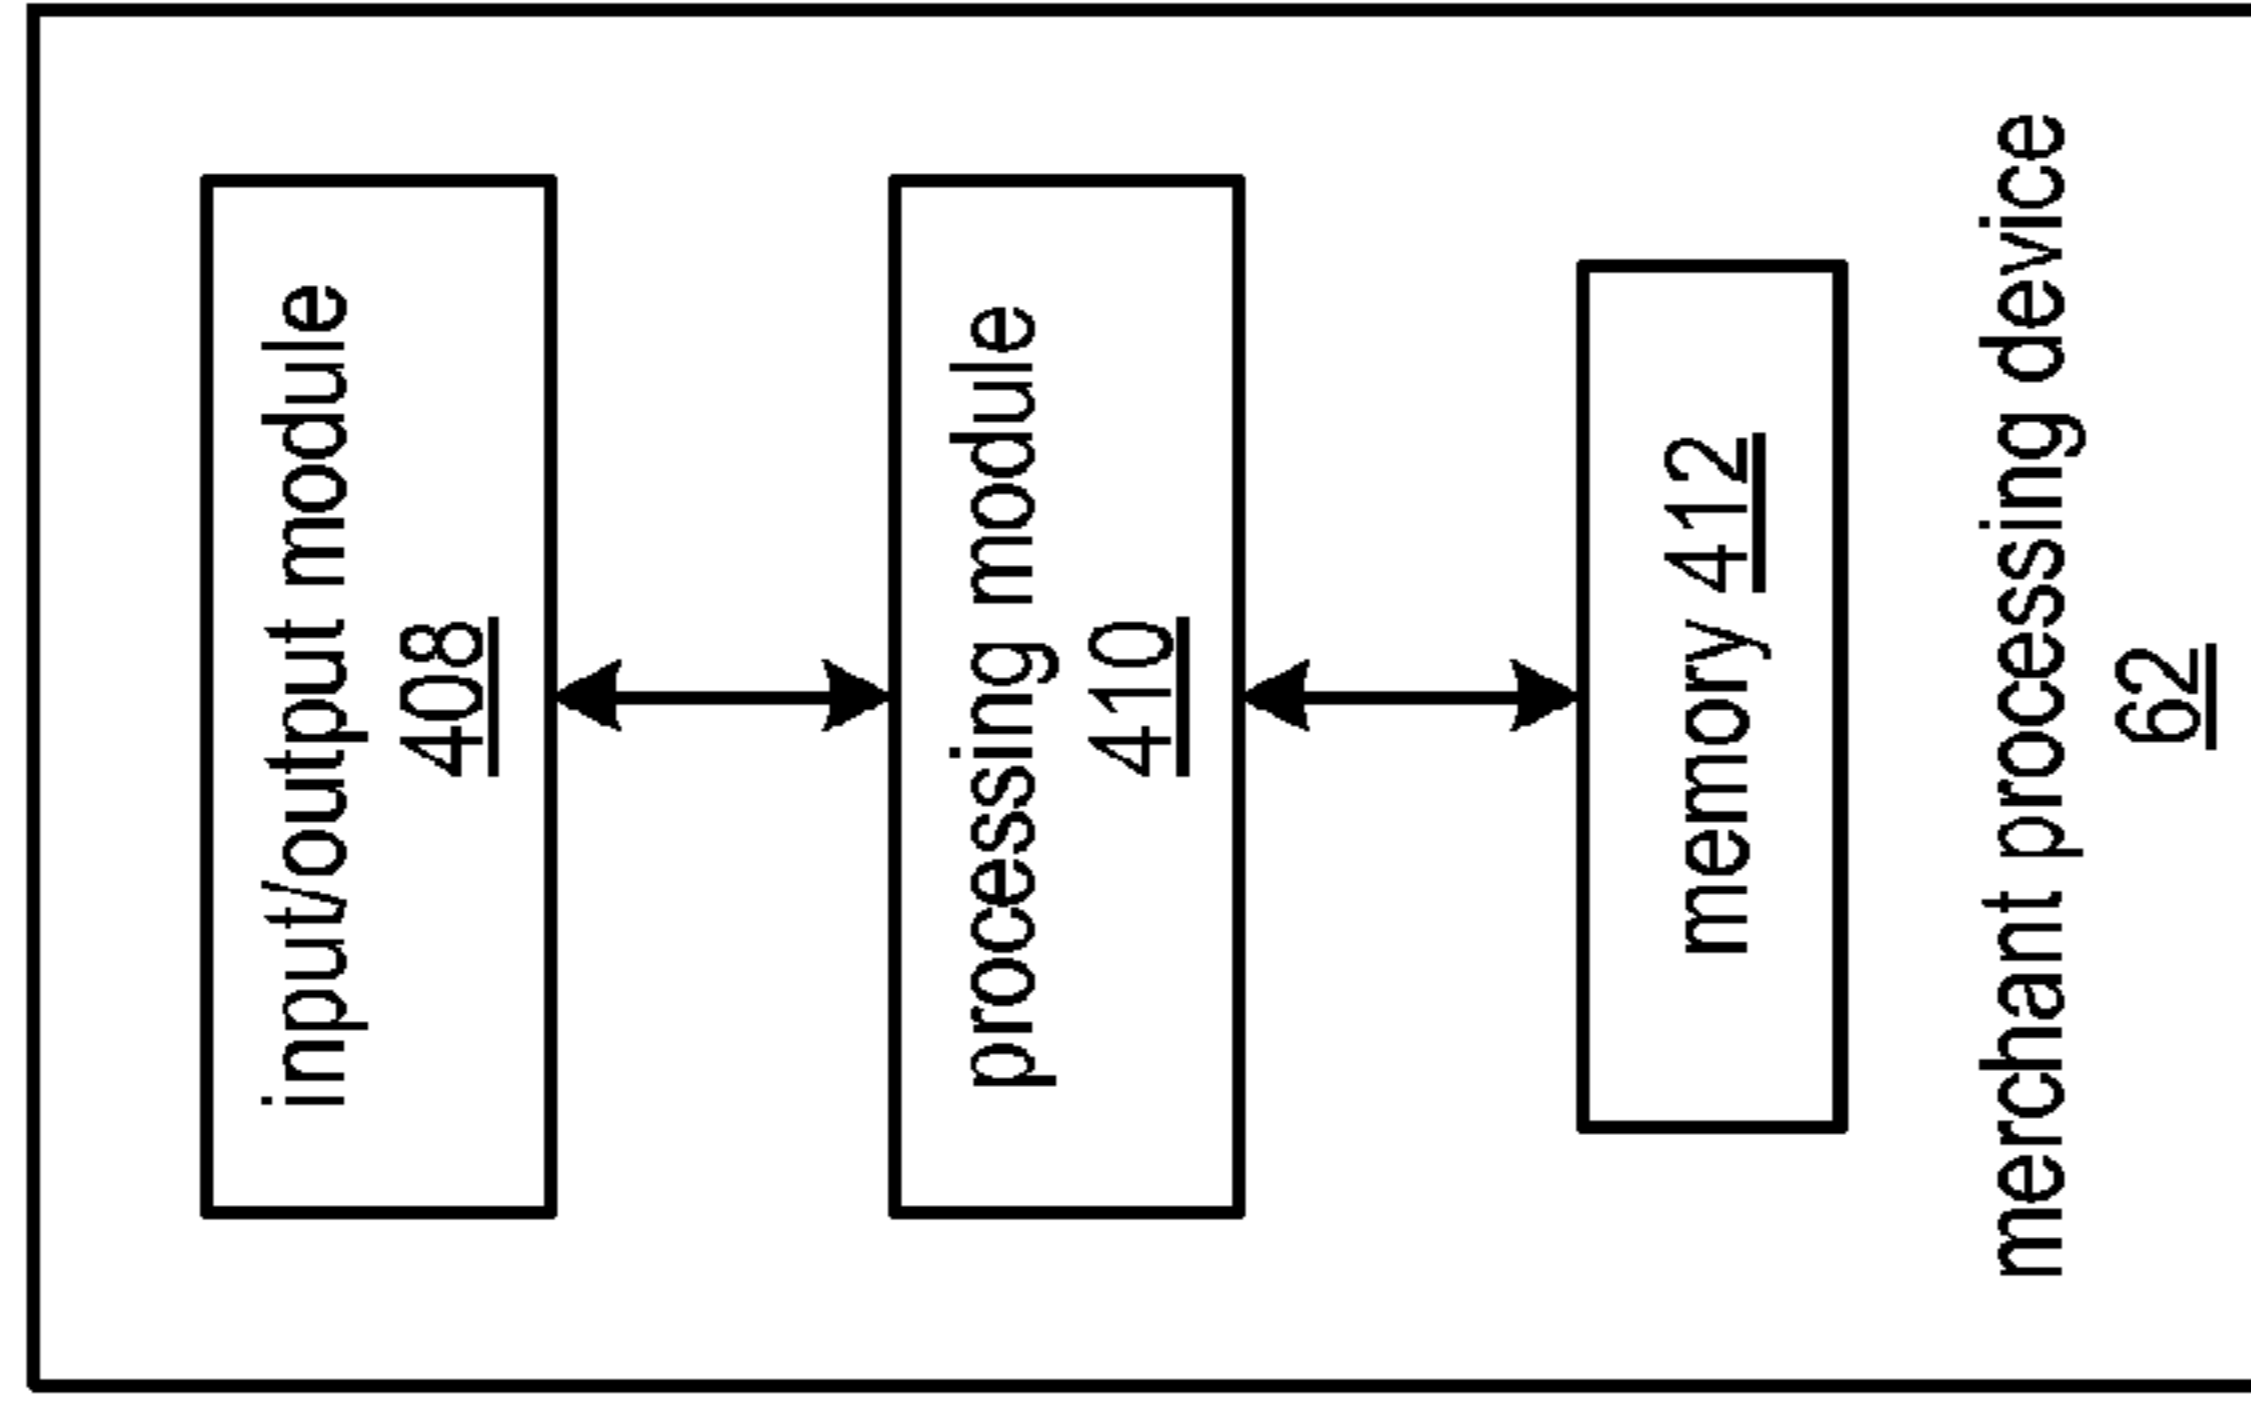 input/output module
408
processing module
410
memory 412
merchant processing device
62